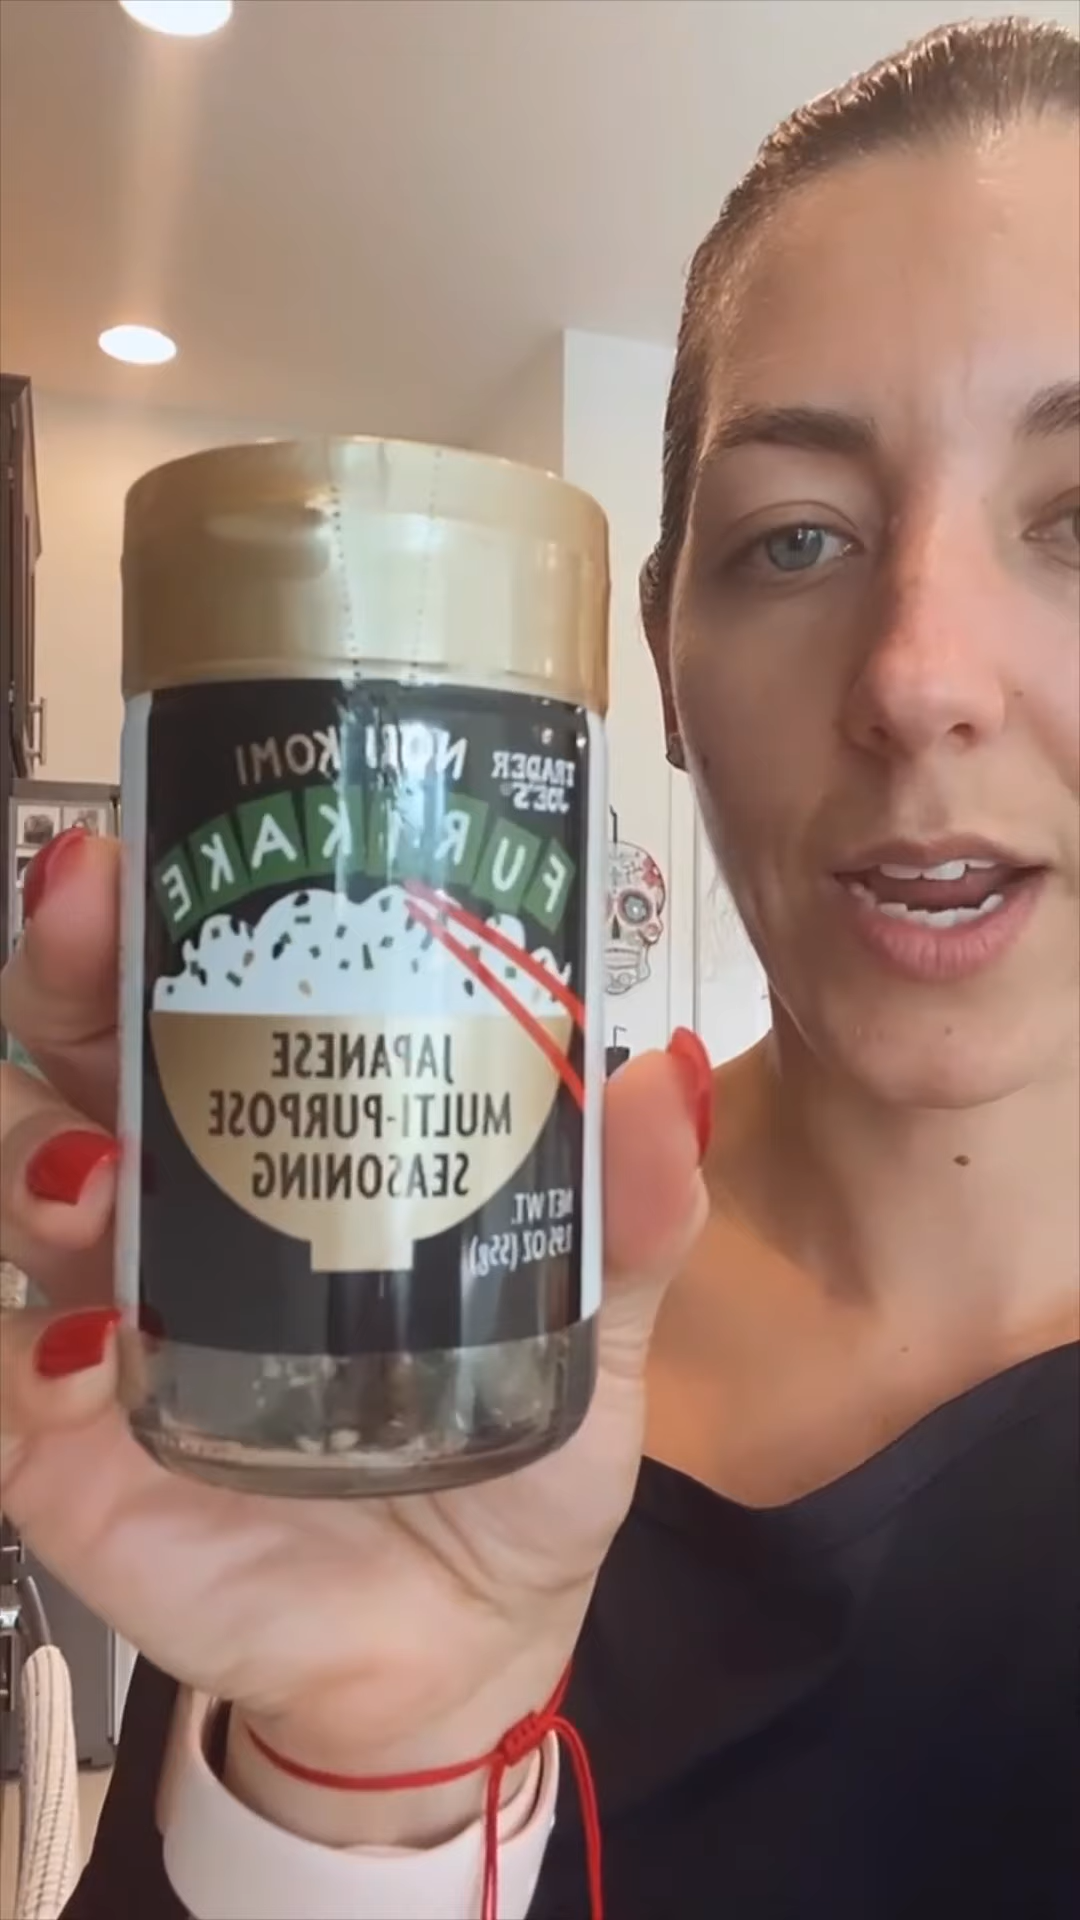 TRADER
JOE'S
NORI KOMI
FURIKAKE
JAPANESE
MULTI-PURPOSE
SEASONING
NET WT.
1.95 OZ (55g)